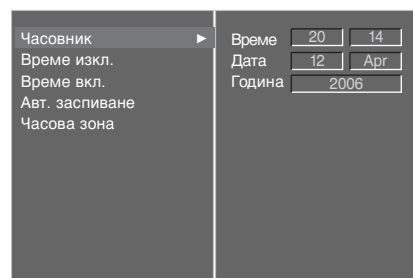 Часовник ►
Време изкл.
Време вкл.
Авт. заспиване
Часова зона
Време 20 14
Дата 12 Apr
Година 2006